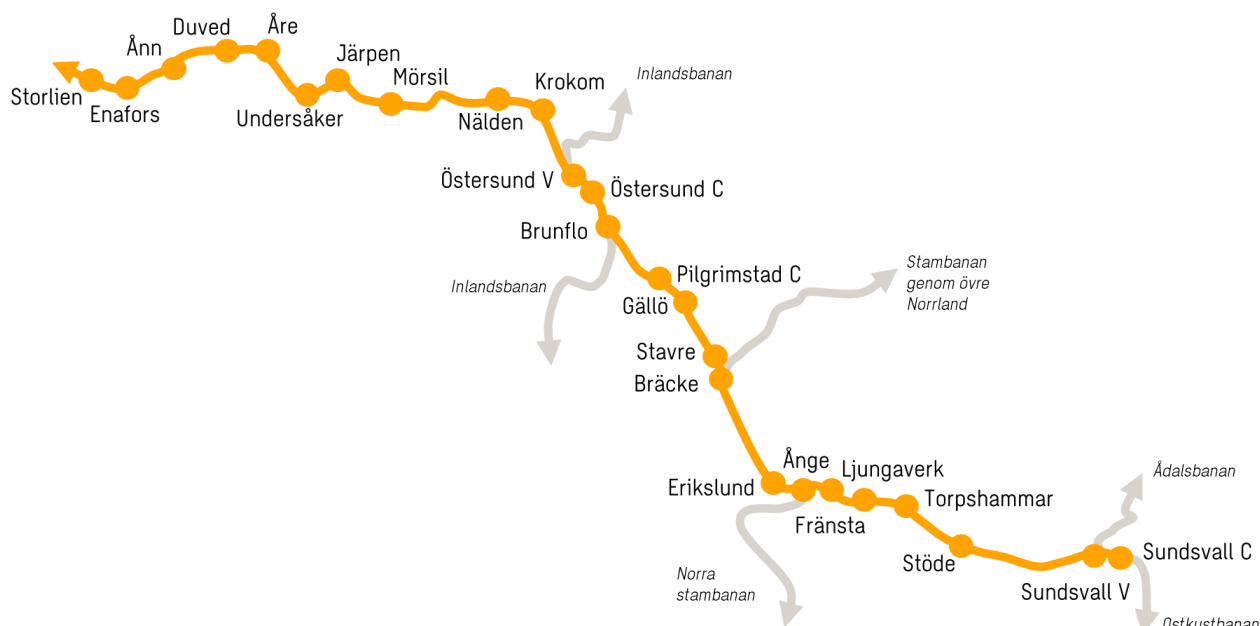 Duved
Åre
Ånn
Järpen
Mörsil
Storlien
Enafors
Undersåker
Nälden
Krokom
Inlandsbanan
Östersund V
Östersund C
Brunflo
Inlandsbanan
Pilgrimstad C
Gällö
Stambanan
genom övre
Norrland
Stavre
Bräcke
Ånge
Ljungaverk
Erikslund
Torpshammar
Fränsta
Ådalsbanan
Stöde
Sundsvall C
Sundsvall V
Norra
stambanan
Ostkustbanan